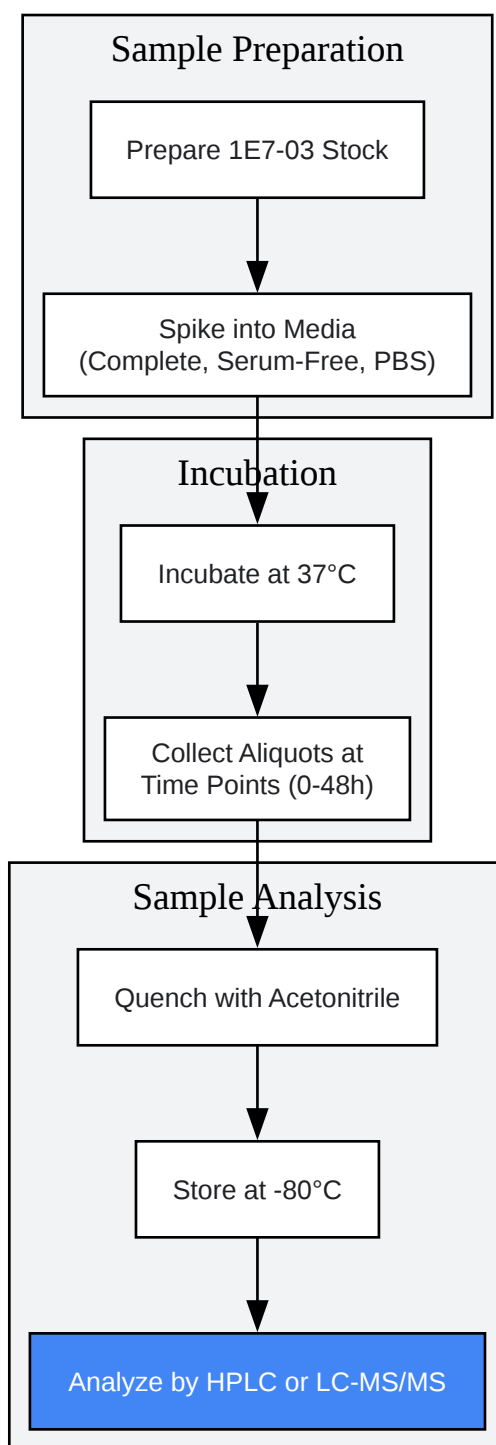 Sample Preparation
Prepare 1E7-03 Stock
Spike into Media
(Complete, Serum-Free, PBS)
Incubation
Incubate at 37°C
Collect Aliquots at
Time Points (0-48h)
Sample Analysis
Quench with Acetonitrile
Store at -80°C
Analyze by HPLC or LC-MS/MS